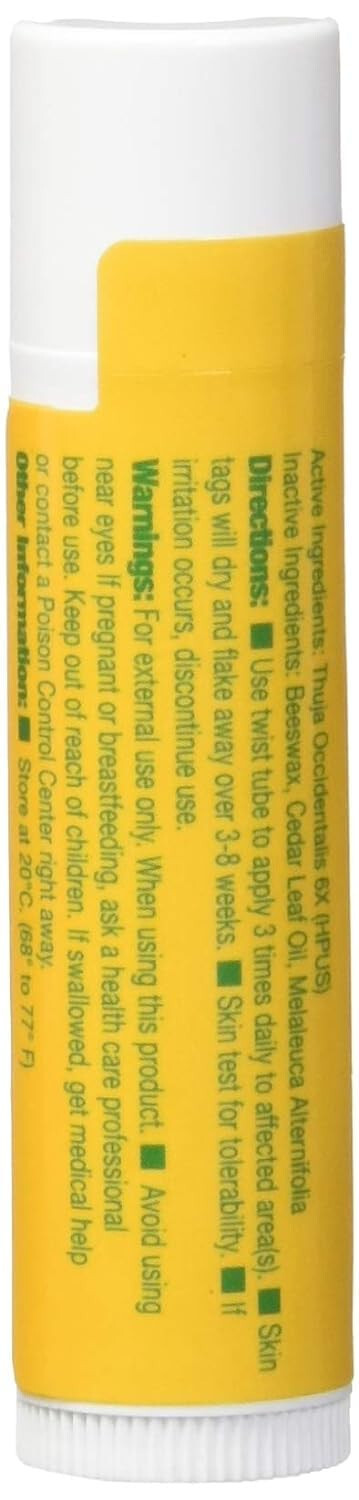 Active Ingredients: Thuja Occidentalis 6X (HPUS)
Inactive Ingredients: Beeswax, Cedar Leaf Oil, Melaleuca Alternifolia
Directions: ■ Use twist tube to apply 3 times daily to affected area(s). ■ Skin
tags will dry and flake away over 3-8 weeks. ■ Skin test for tolerability. ■ If
irritation occurs, discontinue use.
Warnings: For external use only. When using this product. ■ Avoid using
near eyes If pregnant or breastfeeding, ask a health care professional
before use. Keep out of reach of children. If swallowed, get medical help
or contact a Poison Control Center right away.
Other Information: ■ Store at 20°C. (68° to 77° F)